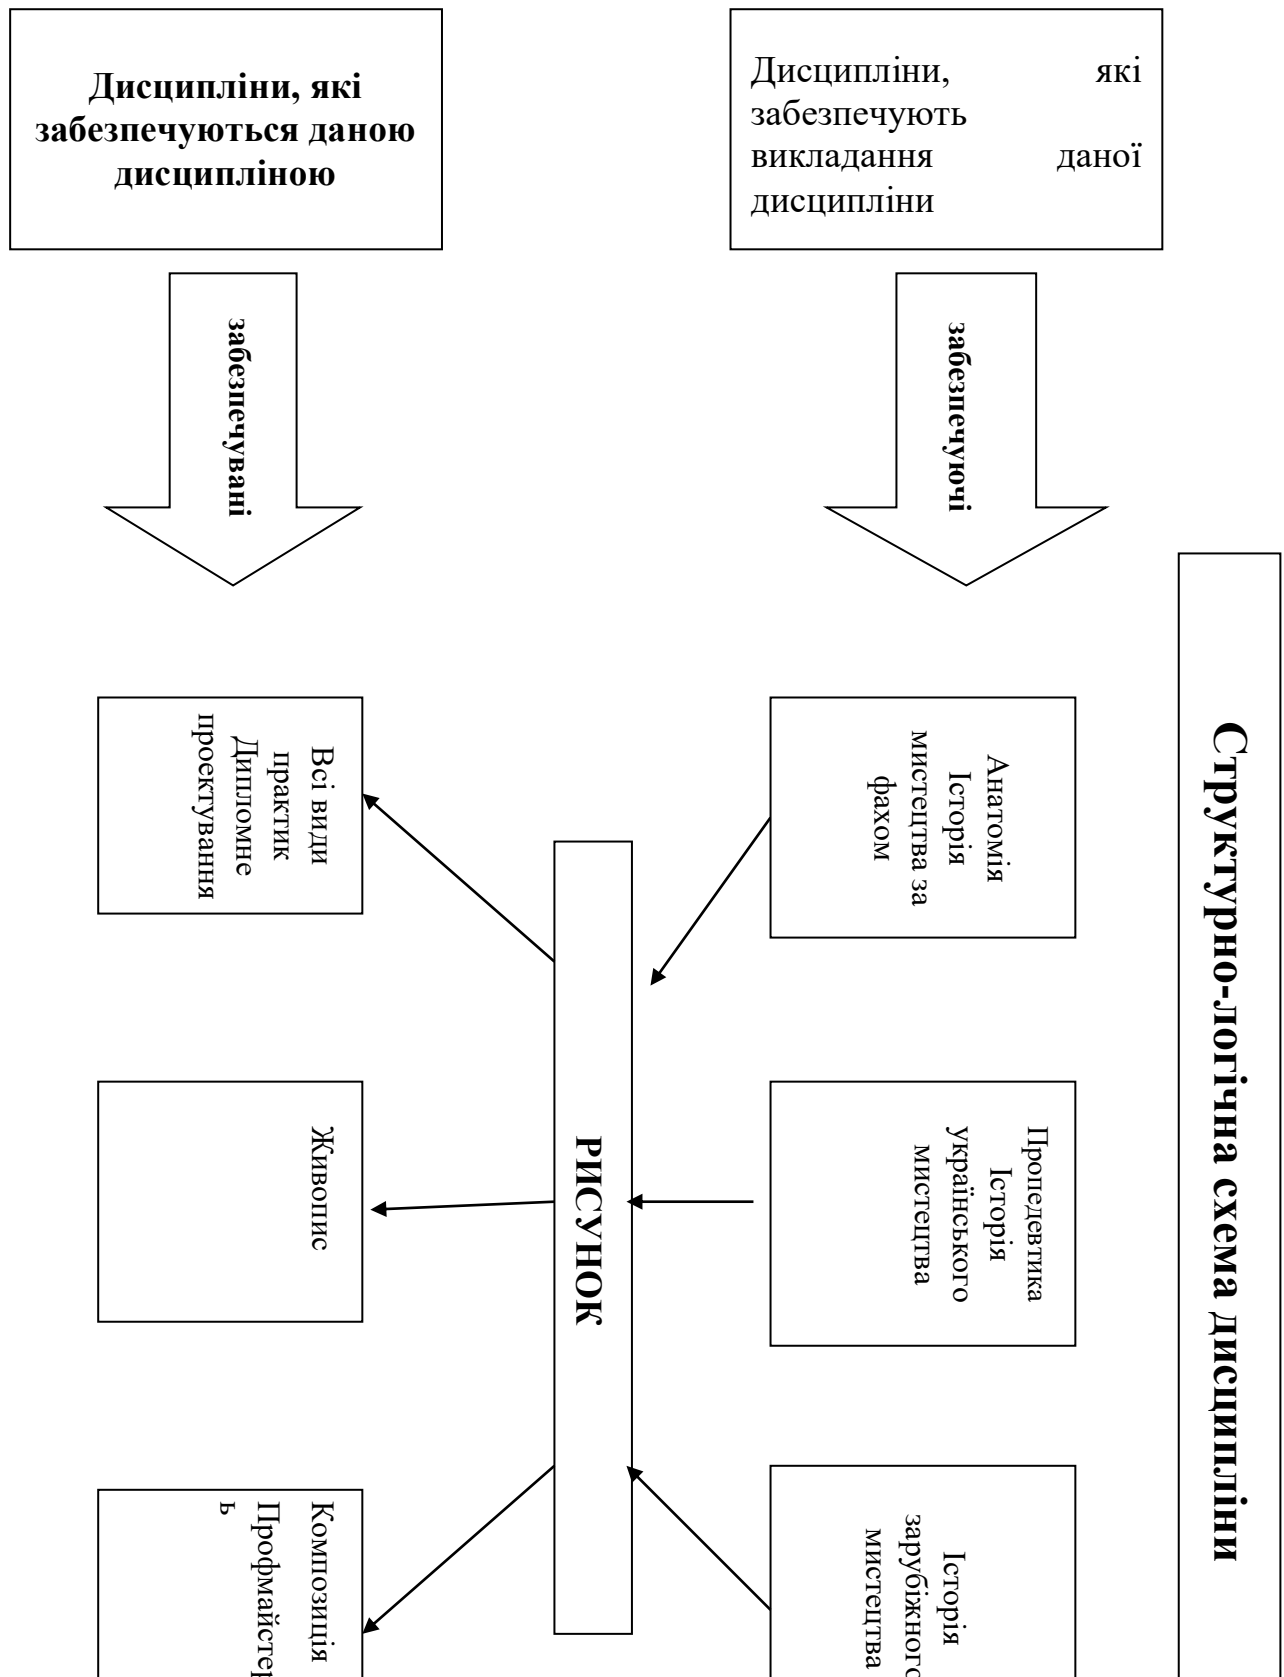 Структурно-логічна схема дисципліни
Дисципліни, які
забезпечують
викладання даної
дисципліни
забезпечуючі
Анатомія
Історія
мистецтва за
фахом
Пропедевтика
Історія
українського
мистецтва
Історія
зарубіжного
мистецтва
РИСУНОК
Дисципліни, які
забезпечуються даною
дисципліною
забезпечувані
Всі види
практик
Дипломне
проектування
Живопис
Композиція
Профмайстер
ь